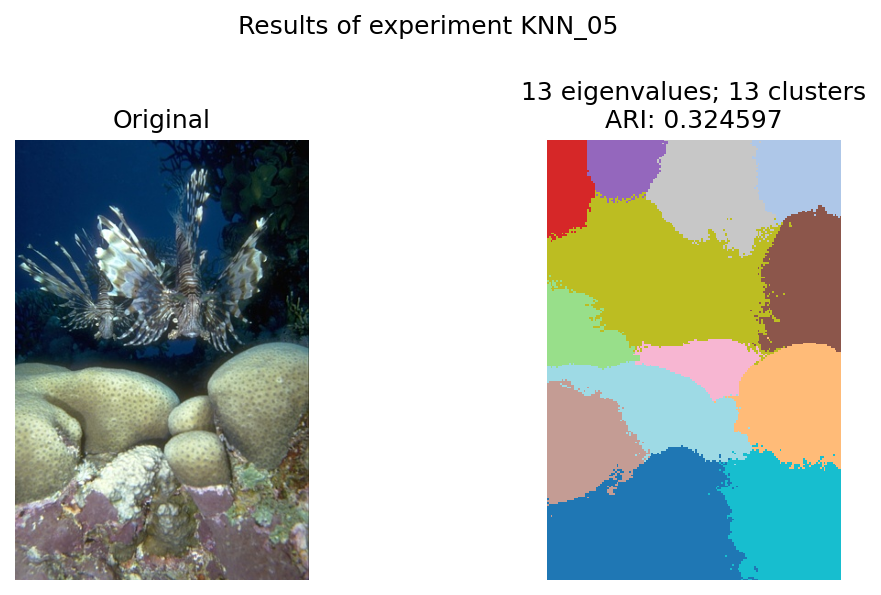 Results of experiment KNN_05
Original
13 eigenvalues; 13 clusters
ARI: 0.324597